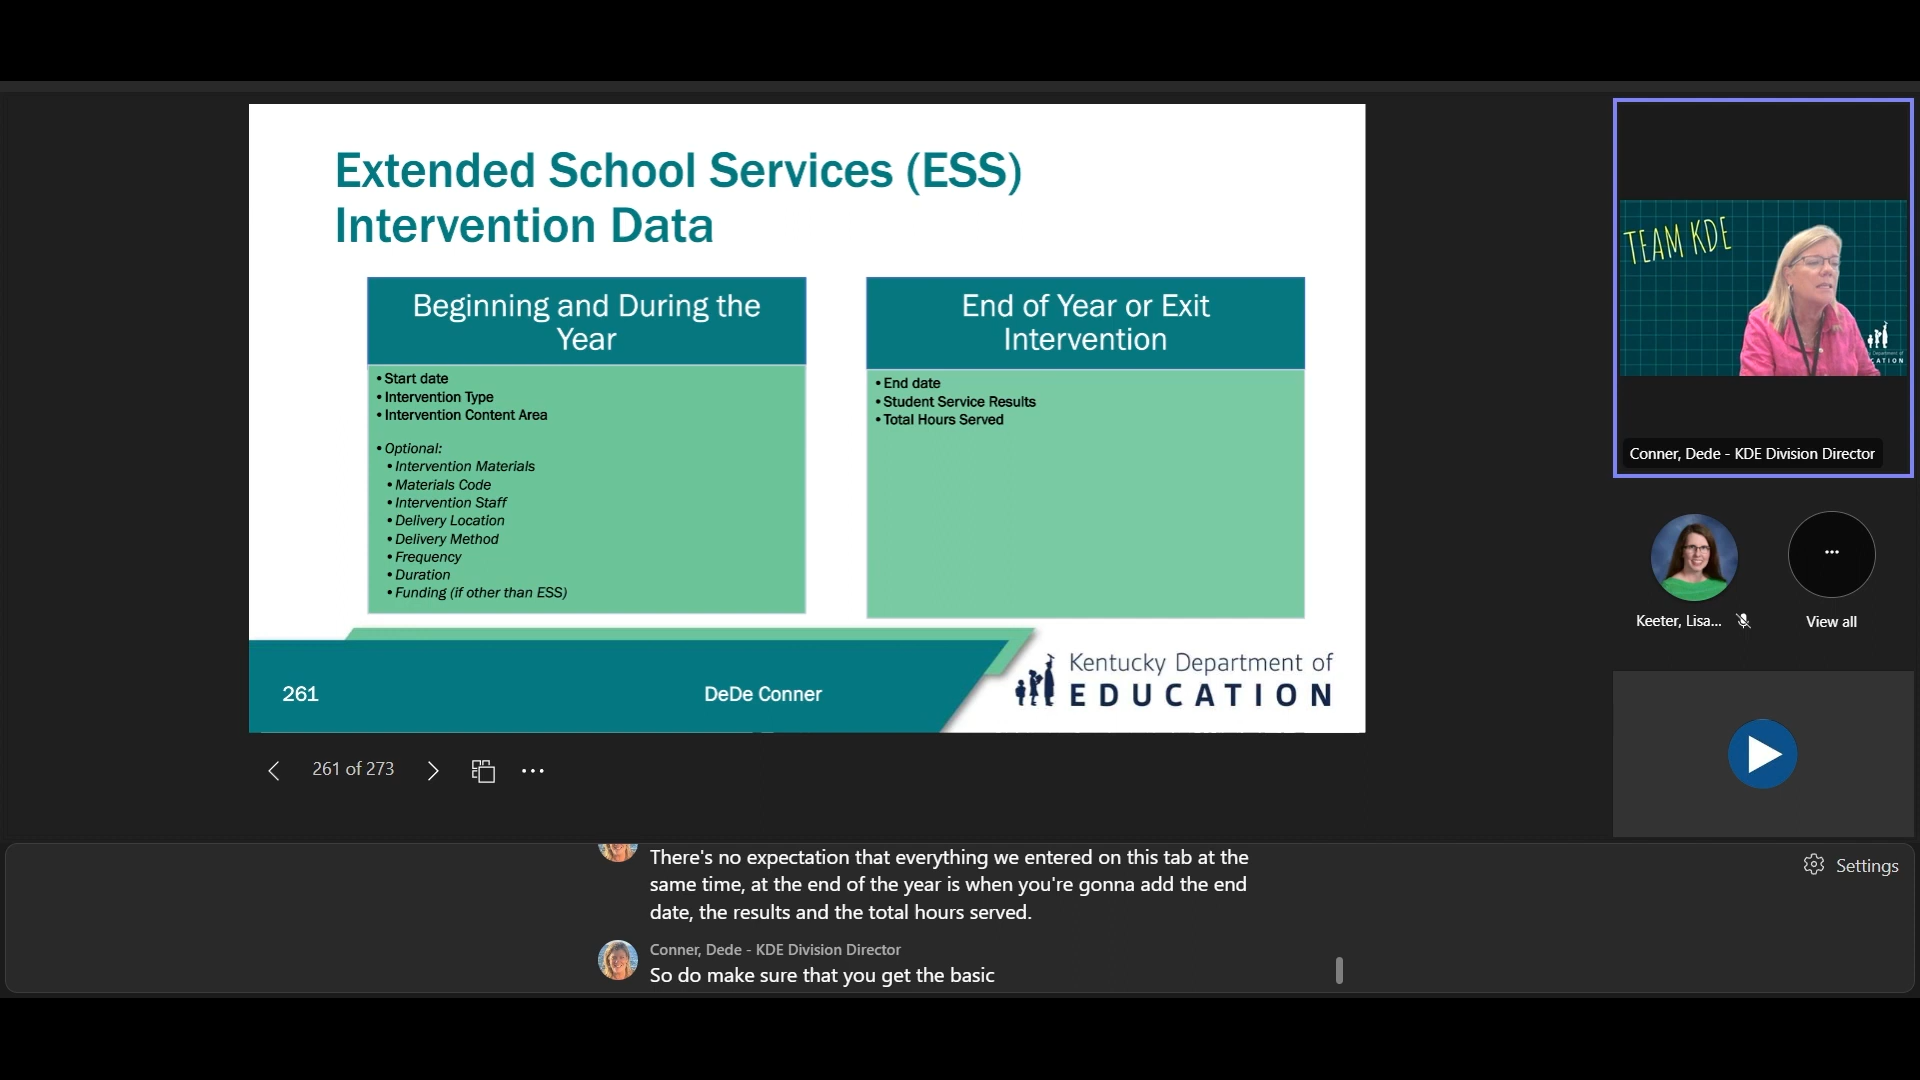 Extended School Services (ESS)
Intervention Data
Beginning and During the
Year
• Start date
• Intervention Type
• Intervention Content Area
• Optional:
• Intervention Materials
• Materials Code
• Intervention Staff
• Delivery Location
• Delivery Method
• Frequency
• Duration
• Funding (if other than ESS)
End of Year or Exit
Intervention
• End date
• Student Service Results
• Total Hours Served
261
DeDe Conner
Kentucky Department of
EDUCATION
261 of 273
TEAM KDE
Conner, Dede - KDE Division Director
Keeter, Lisa...
View all
There's no expectation that everything we entered on this tab at the
same time, at the end of the year is when you're gonna add the end
date, the results and the total hours served.
Conner, Dede - KDE Division Director
So do make sure that you get the basic
Settings